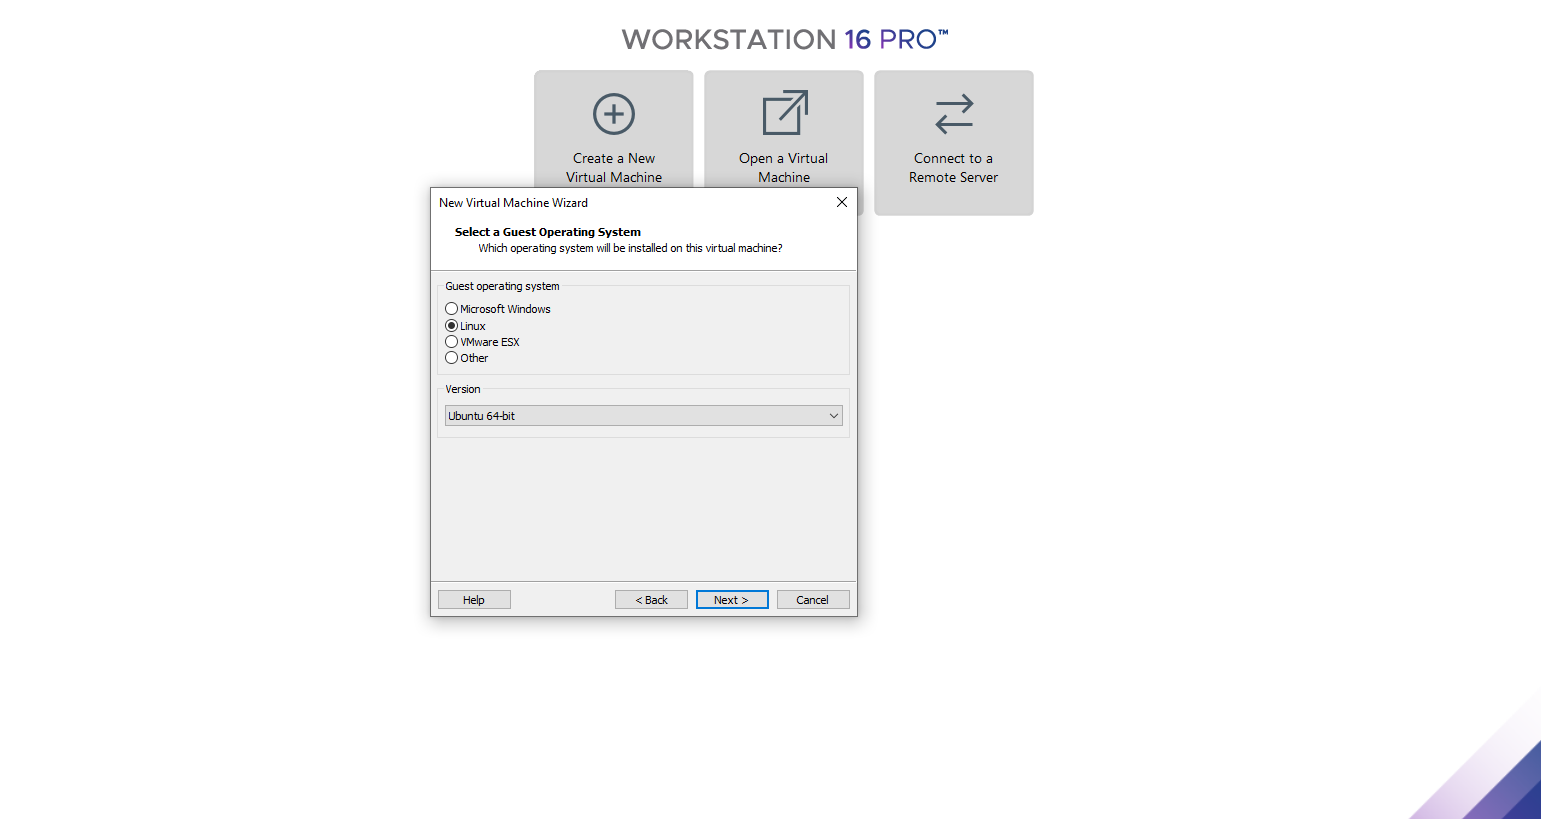 WORKSTATION 16 PRO™
Create a New
Virtual Machine
Open a Virtual
Machine
Connect to a
Remote Server
New Virtual Machine Wizard
Select a Guest Operating System
Which operating system will be installed on this virtual machine?
Guest operating system
Microsoft Windows
Linux
VMware ESX
Other
Version
Ubuntu 64-bit
Help
< Back
Next >
Cancel